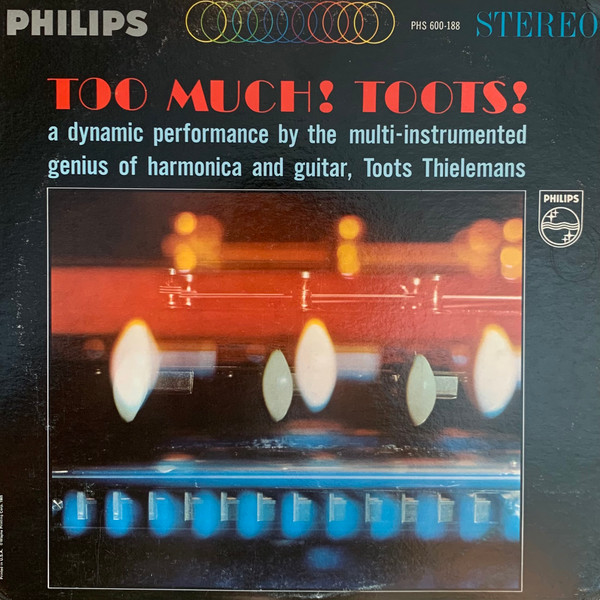 PHILIPS
PHS 600-188
STEREO
TOO MUCH! TOOTS!
a dynamic performance by the multi-instrumented
genius of harmonica and guitar, Toots Thielemans
PHILIPS